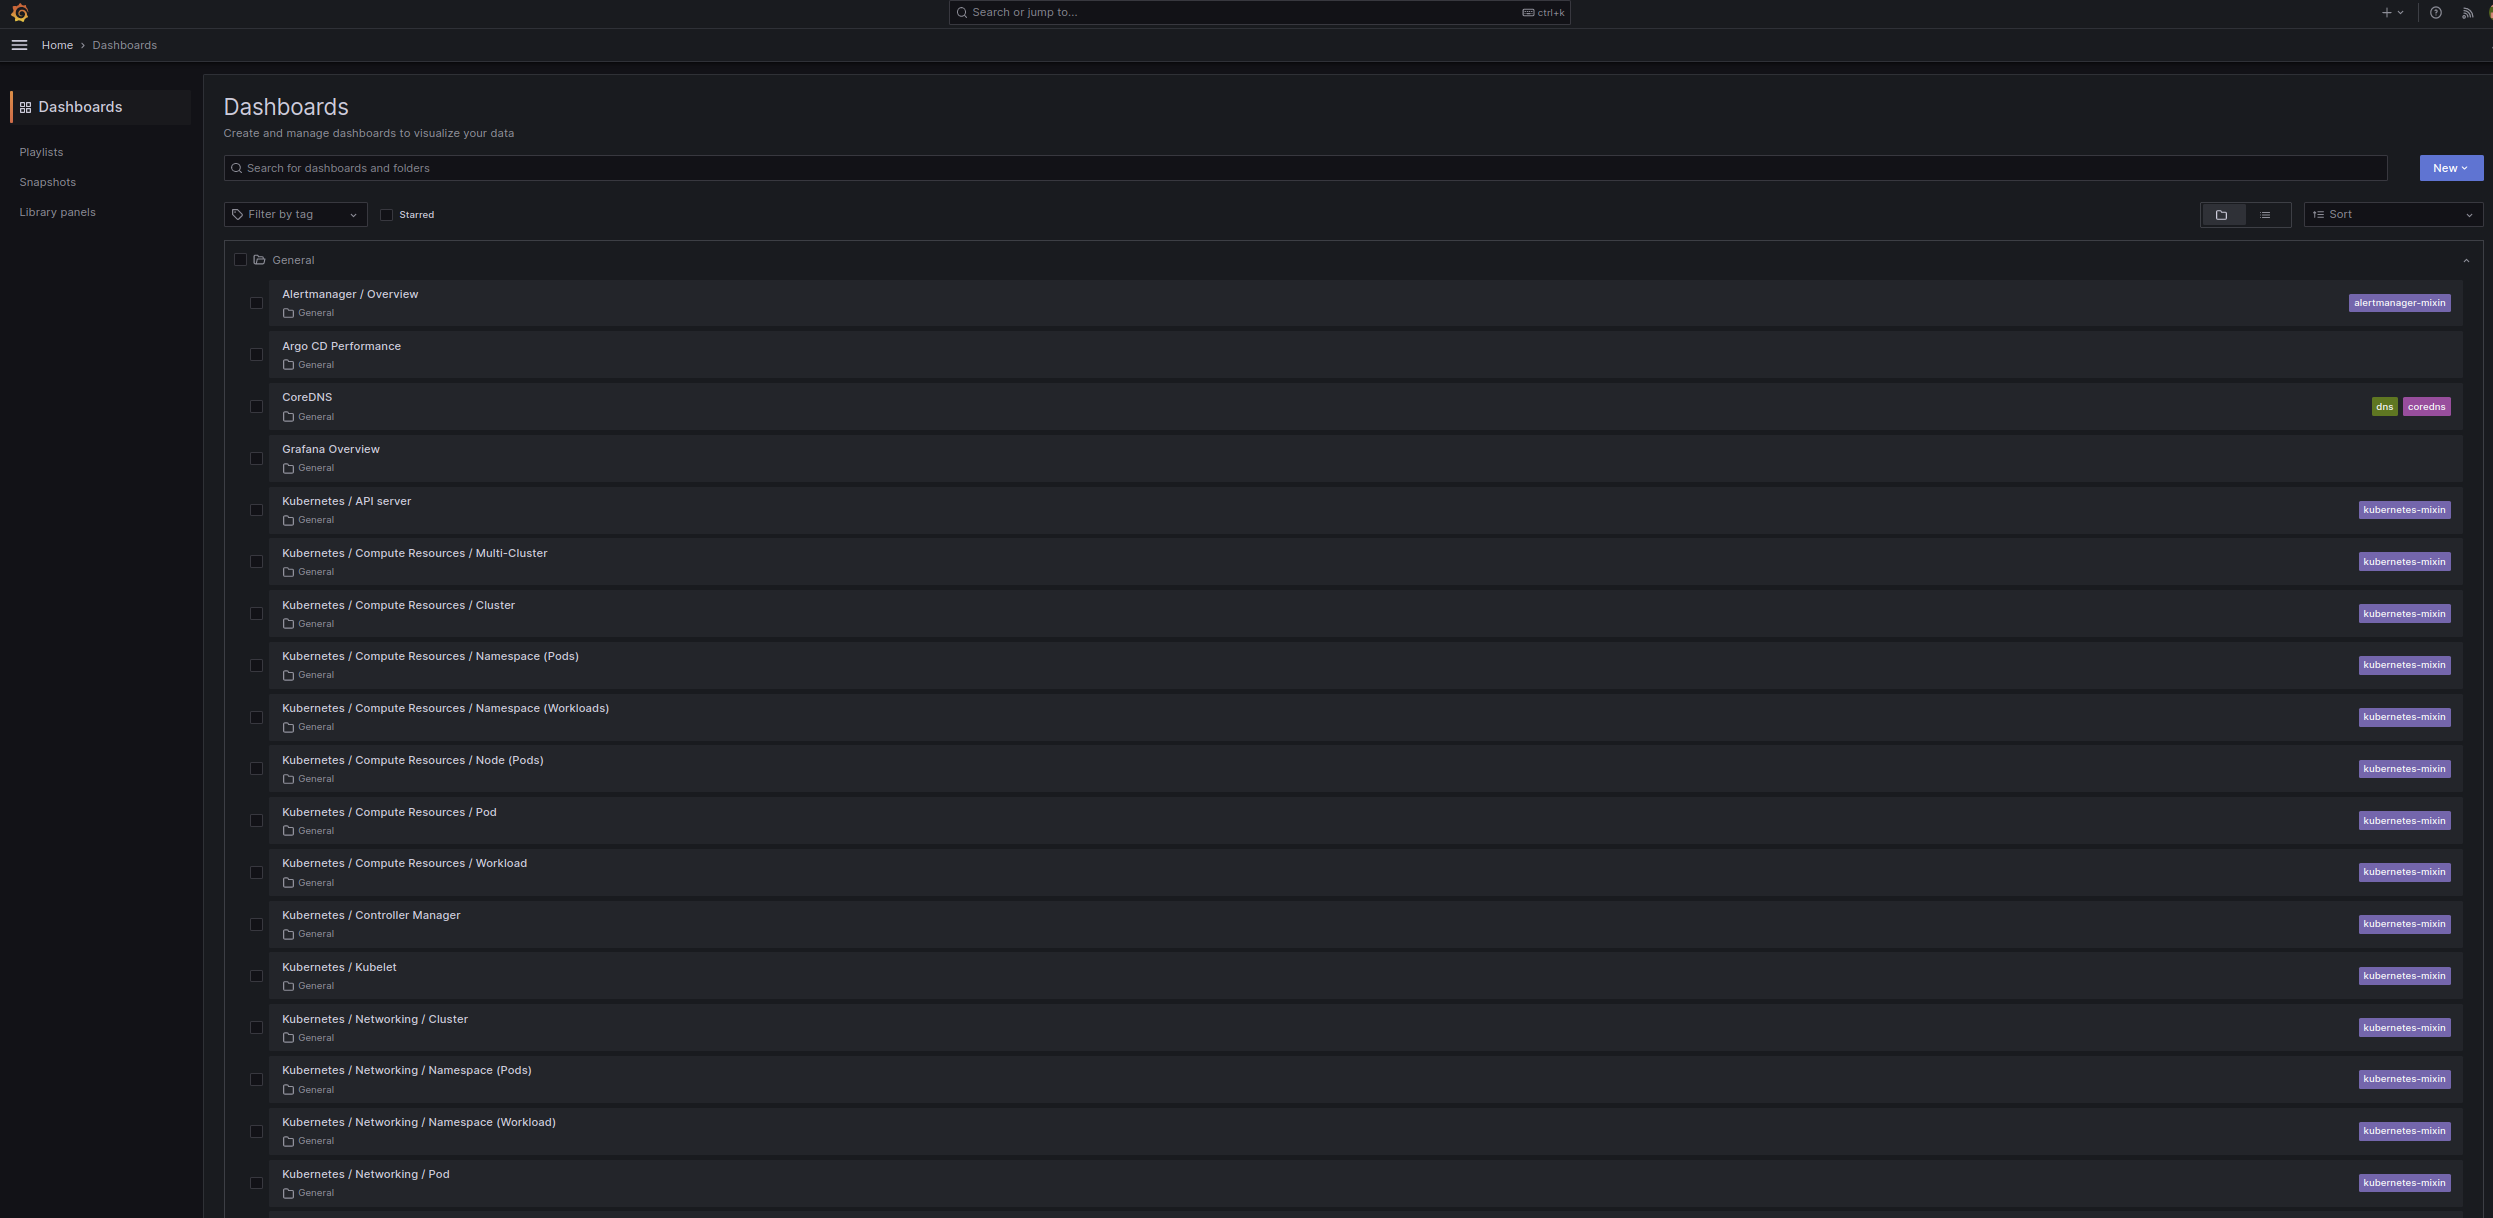 Search or jump to...
ctrl+k
Home › Dashboards
Dashboards
Playlists
Snapshots
Library panels
Dashboards
Create and manage dashboards to visualize your data
Search for dashboards and folders
New
Filter by tag
Starred
Sort
General
Alertmanager / Overview
General
alertmanager-mixin
Argo CD Performance
General
CoreDNS
General
dns coredns
Grafana Overview
General
Kubernetes / API server
General
kubernetes-mixin
Kubernetes / Compute Resources / Multi-Cluster
General
kubernetes-mixin
Kubernetes / Compute Resources / Cluster
General
kubernetes-mixin
Kubernetes / Compute Resources / Namespace (Pods)
General
kubernetes-mixin
Kubernetes / Compute Resources / Namespace (Workloads)
General
kubernetes-mixin
Kubernetes / Compute Resources / Node (Pods)
General
kubernetes-mixin
Kubernetes / Compute Resources / Pod
General
kubernetes-mixin
Kubernetes / Compute Resources / Workload
General
kubernetes-mixin
Kubernetes / Controller Manager
General
kubernetes-mixin
Kubernetes / Kubelet
General
kubernetes-mixin
Kubernetes / Networking / Cluster
General
kubernetes-mixin
Kubernetes / Networking / Namespace (Pods)
General
kubernetes-mixin
Kubernetes / Networking / Namespace (Workload)
General
kubernetes-mixin
Kubernetes / Networking / Pod
General
kubernetes-mixin